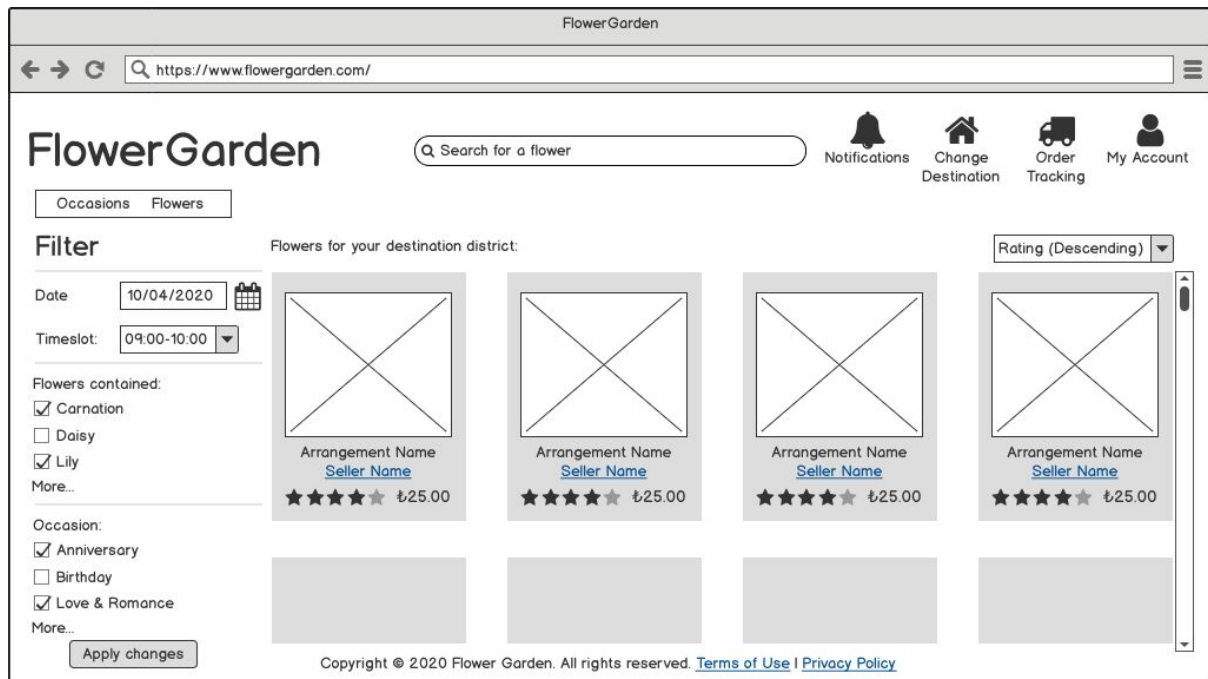 FlowerGarden
https://www.flowergarden.com/
FlowerGarden
Search for a flower
Notifications
Change
Destination
Order
Tracking
My Account
Occasions Flowers
Filter
Flowers for your destination district:
Rating (Descending)
Date 10/04/2020
Timeslot: 09:00-10:00
Flowers contained:
Carnation
Daisy
Lily
More...
Occasion:
Anniversary
Birthday
Love & Romance
More...
Apply changes
Arrangement Name
Seller Name
₺25.00
Arrangement Name
Seller Name
₺25.00
Arrangement Name
Seller Name
₺25.00
Arrangement Name
Seller Name
₺25.00
Copyright © 2020 Flower Garden. All rights reserved. Terms of Use | Privacy Policy